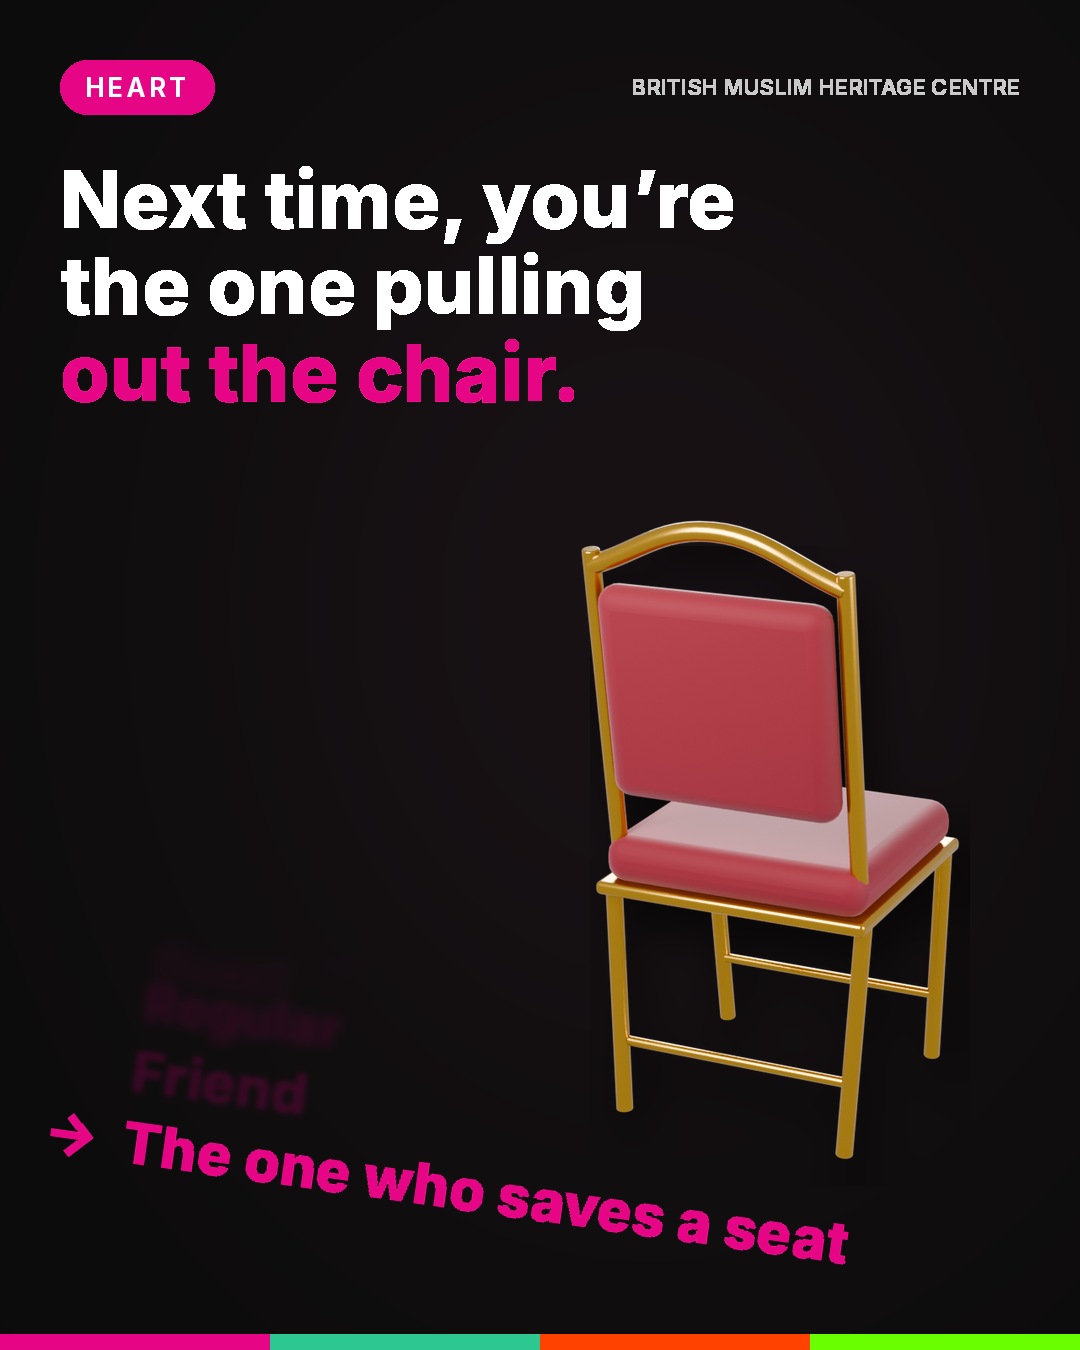 HEART
BRITISH MUSLIM HERITAGE CENTRE
Next time, you’re
the one pulling
out the chair.
Regular
Friend
→ The one who saves a seat